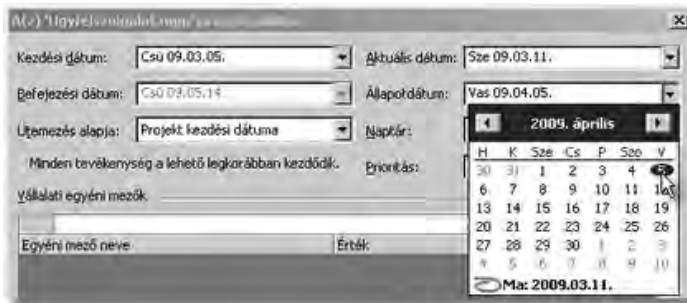 A(z) 'Ügyfélszolgálat.mpp'
Kezdési dátum: Csü 09.03.05. Aktuális dátum: Sze 09.03.11.
Befejezési dátum: Csü 09.05.14 Állapotdátum: Vas 09.04.05.
Ütemezés alapja: Projekt kezdési dátuma Naptár:
Minden tevékenység a lehető legkorábban kezdődik. Prioritás:
Vállalati egyéni mezők
Egyéni mező neve Érték
2009. április
H K Sze Cs P Szo V
30 31 1 2 3 4 5
6 7 8 9 10 11 12
13 14 15 16 17 18 19
20 21 22 23 24 25 26
27 28 29 30 1 2 3
4 5 6 7 8 9 10
Ma: 2009.03.11.